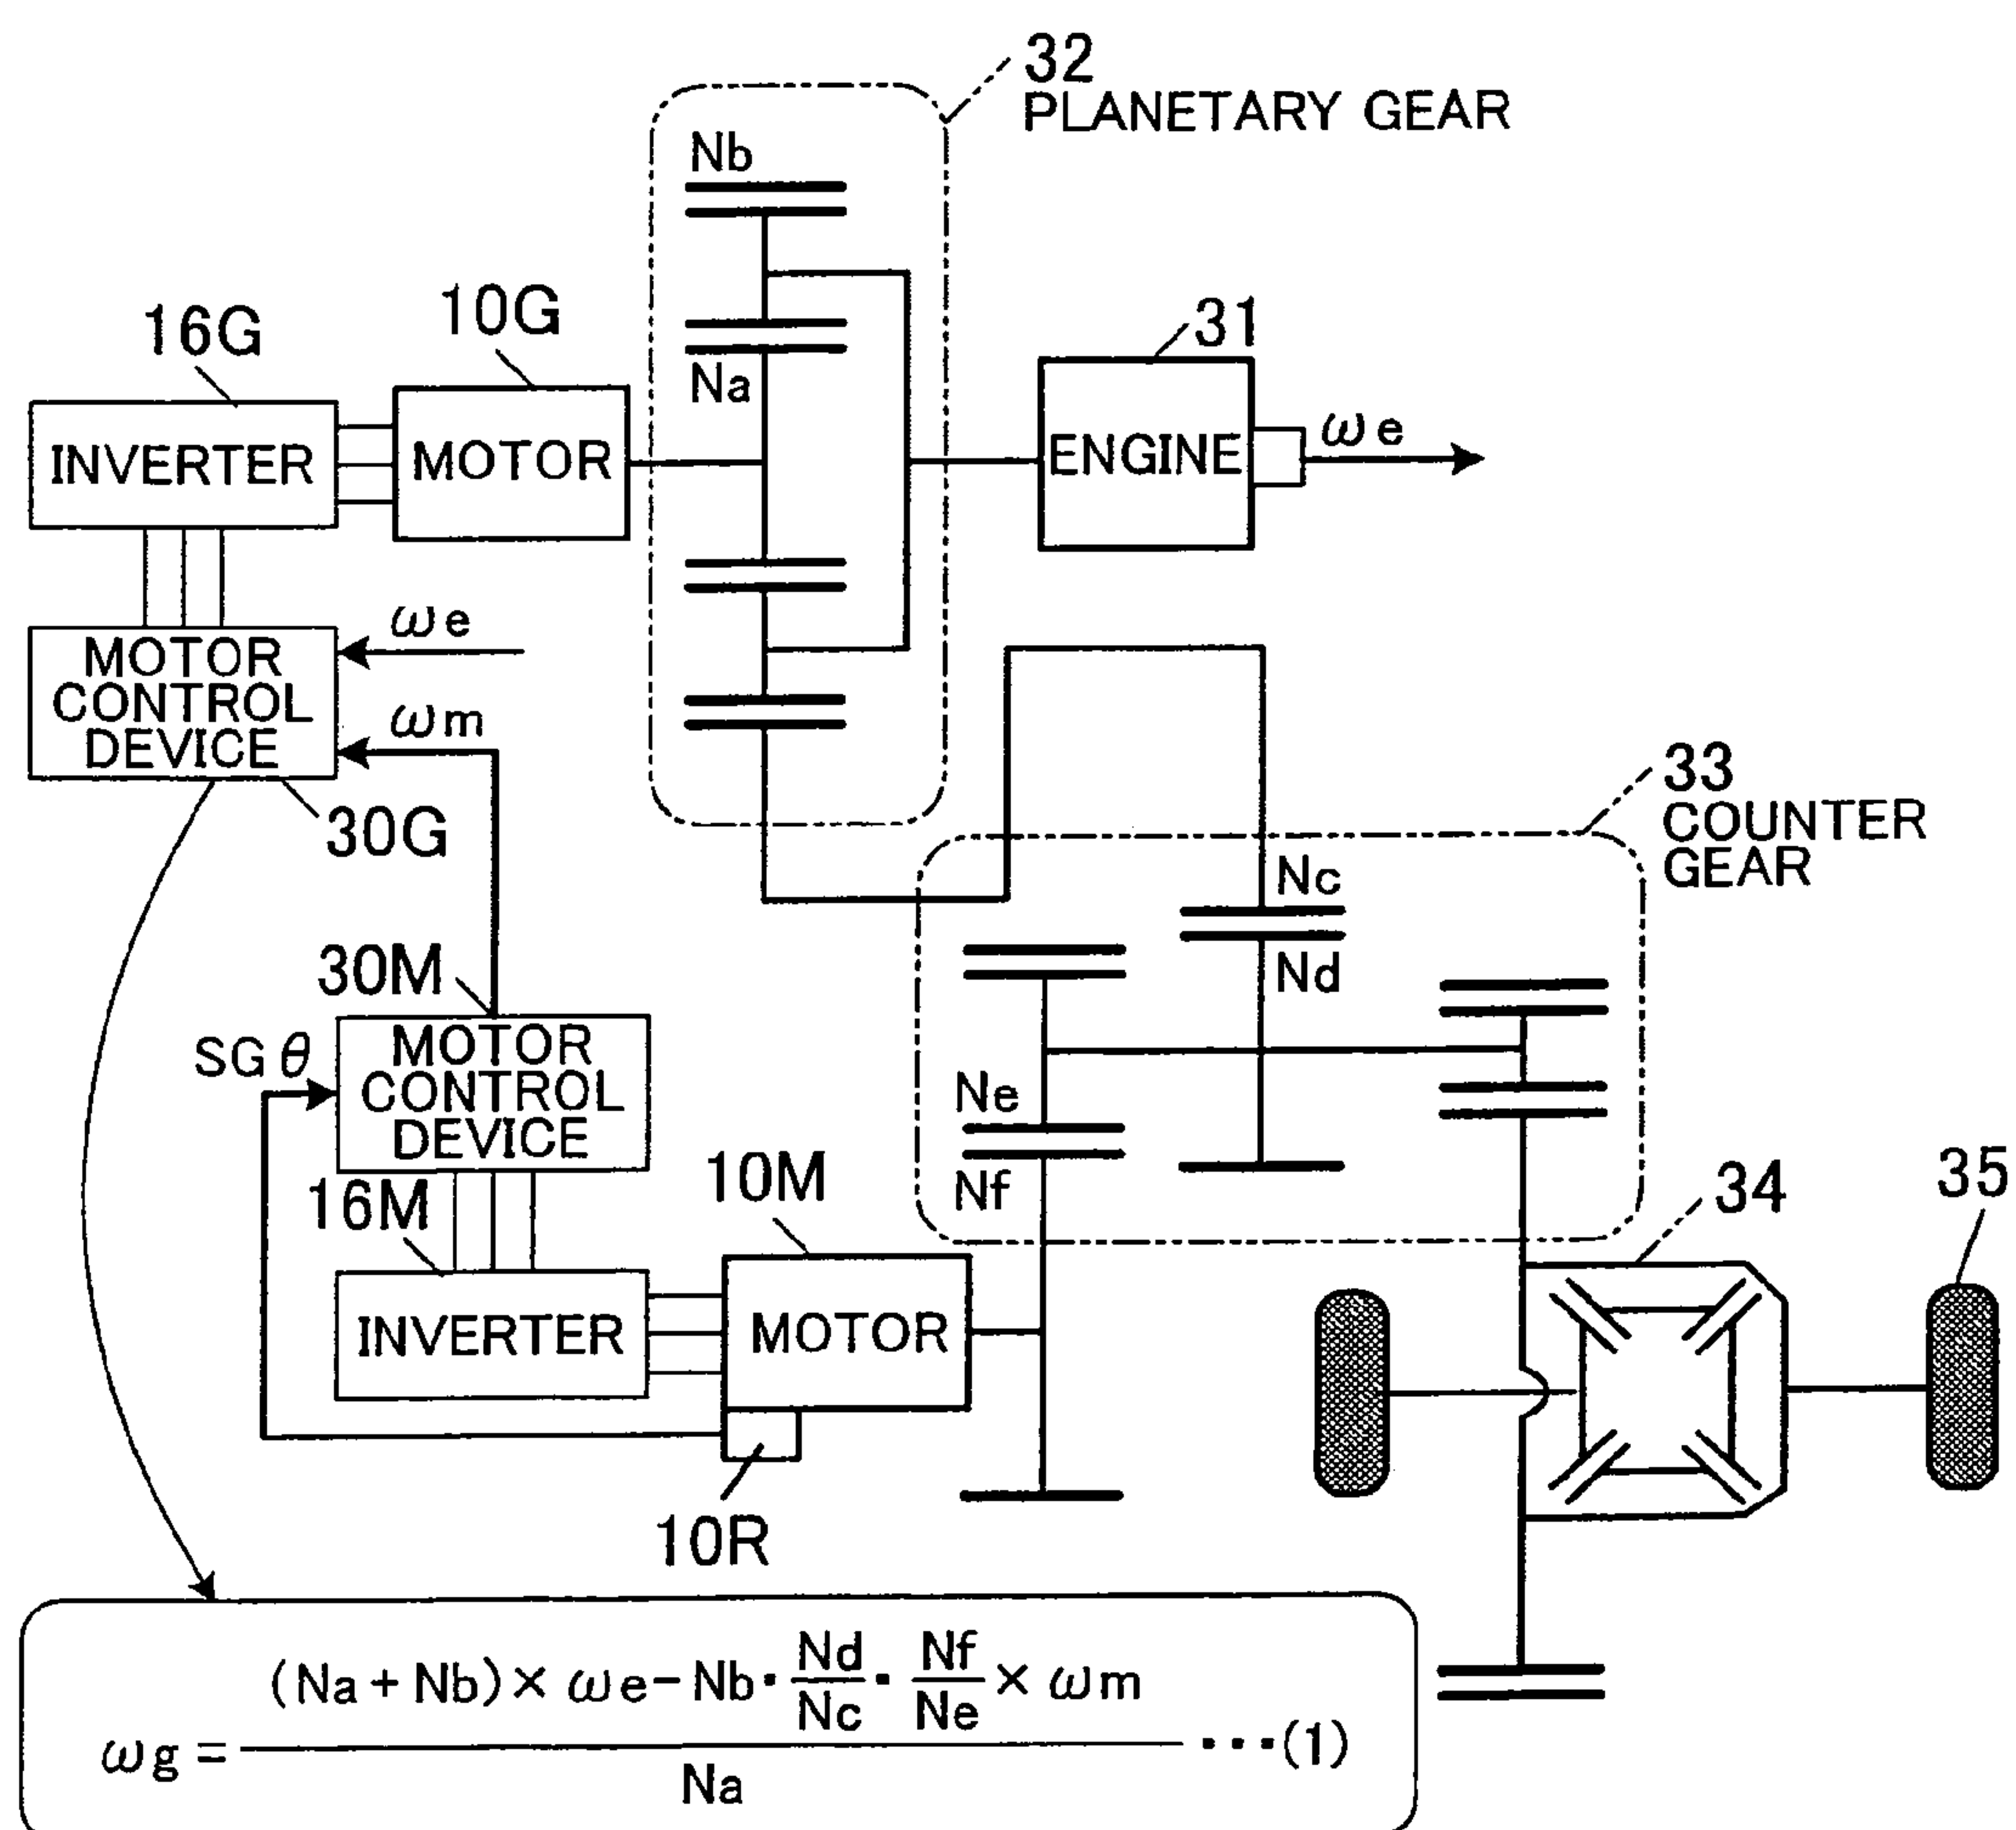 32
PLANETARY GEAR
Nb
16G
10G
31
Na
INVERTER
MOTOR
ENGINE
ωe
MOTOR
CONTROL
DEVICE
ωe
ωm
30G
33
COUNTER
GEAR
Nc
Nd
30M
SGθ
MOTOR
CONTROL
DEVICE
Ne
Nf
16M
10M
34
35
INVERTER
MOTOR
10R
ωg = ((Na + Nb) × ωe - Nb · Nd/Nc · Nf/Ne × ωm) / Na ···(1)